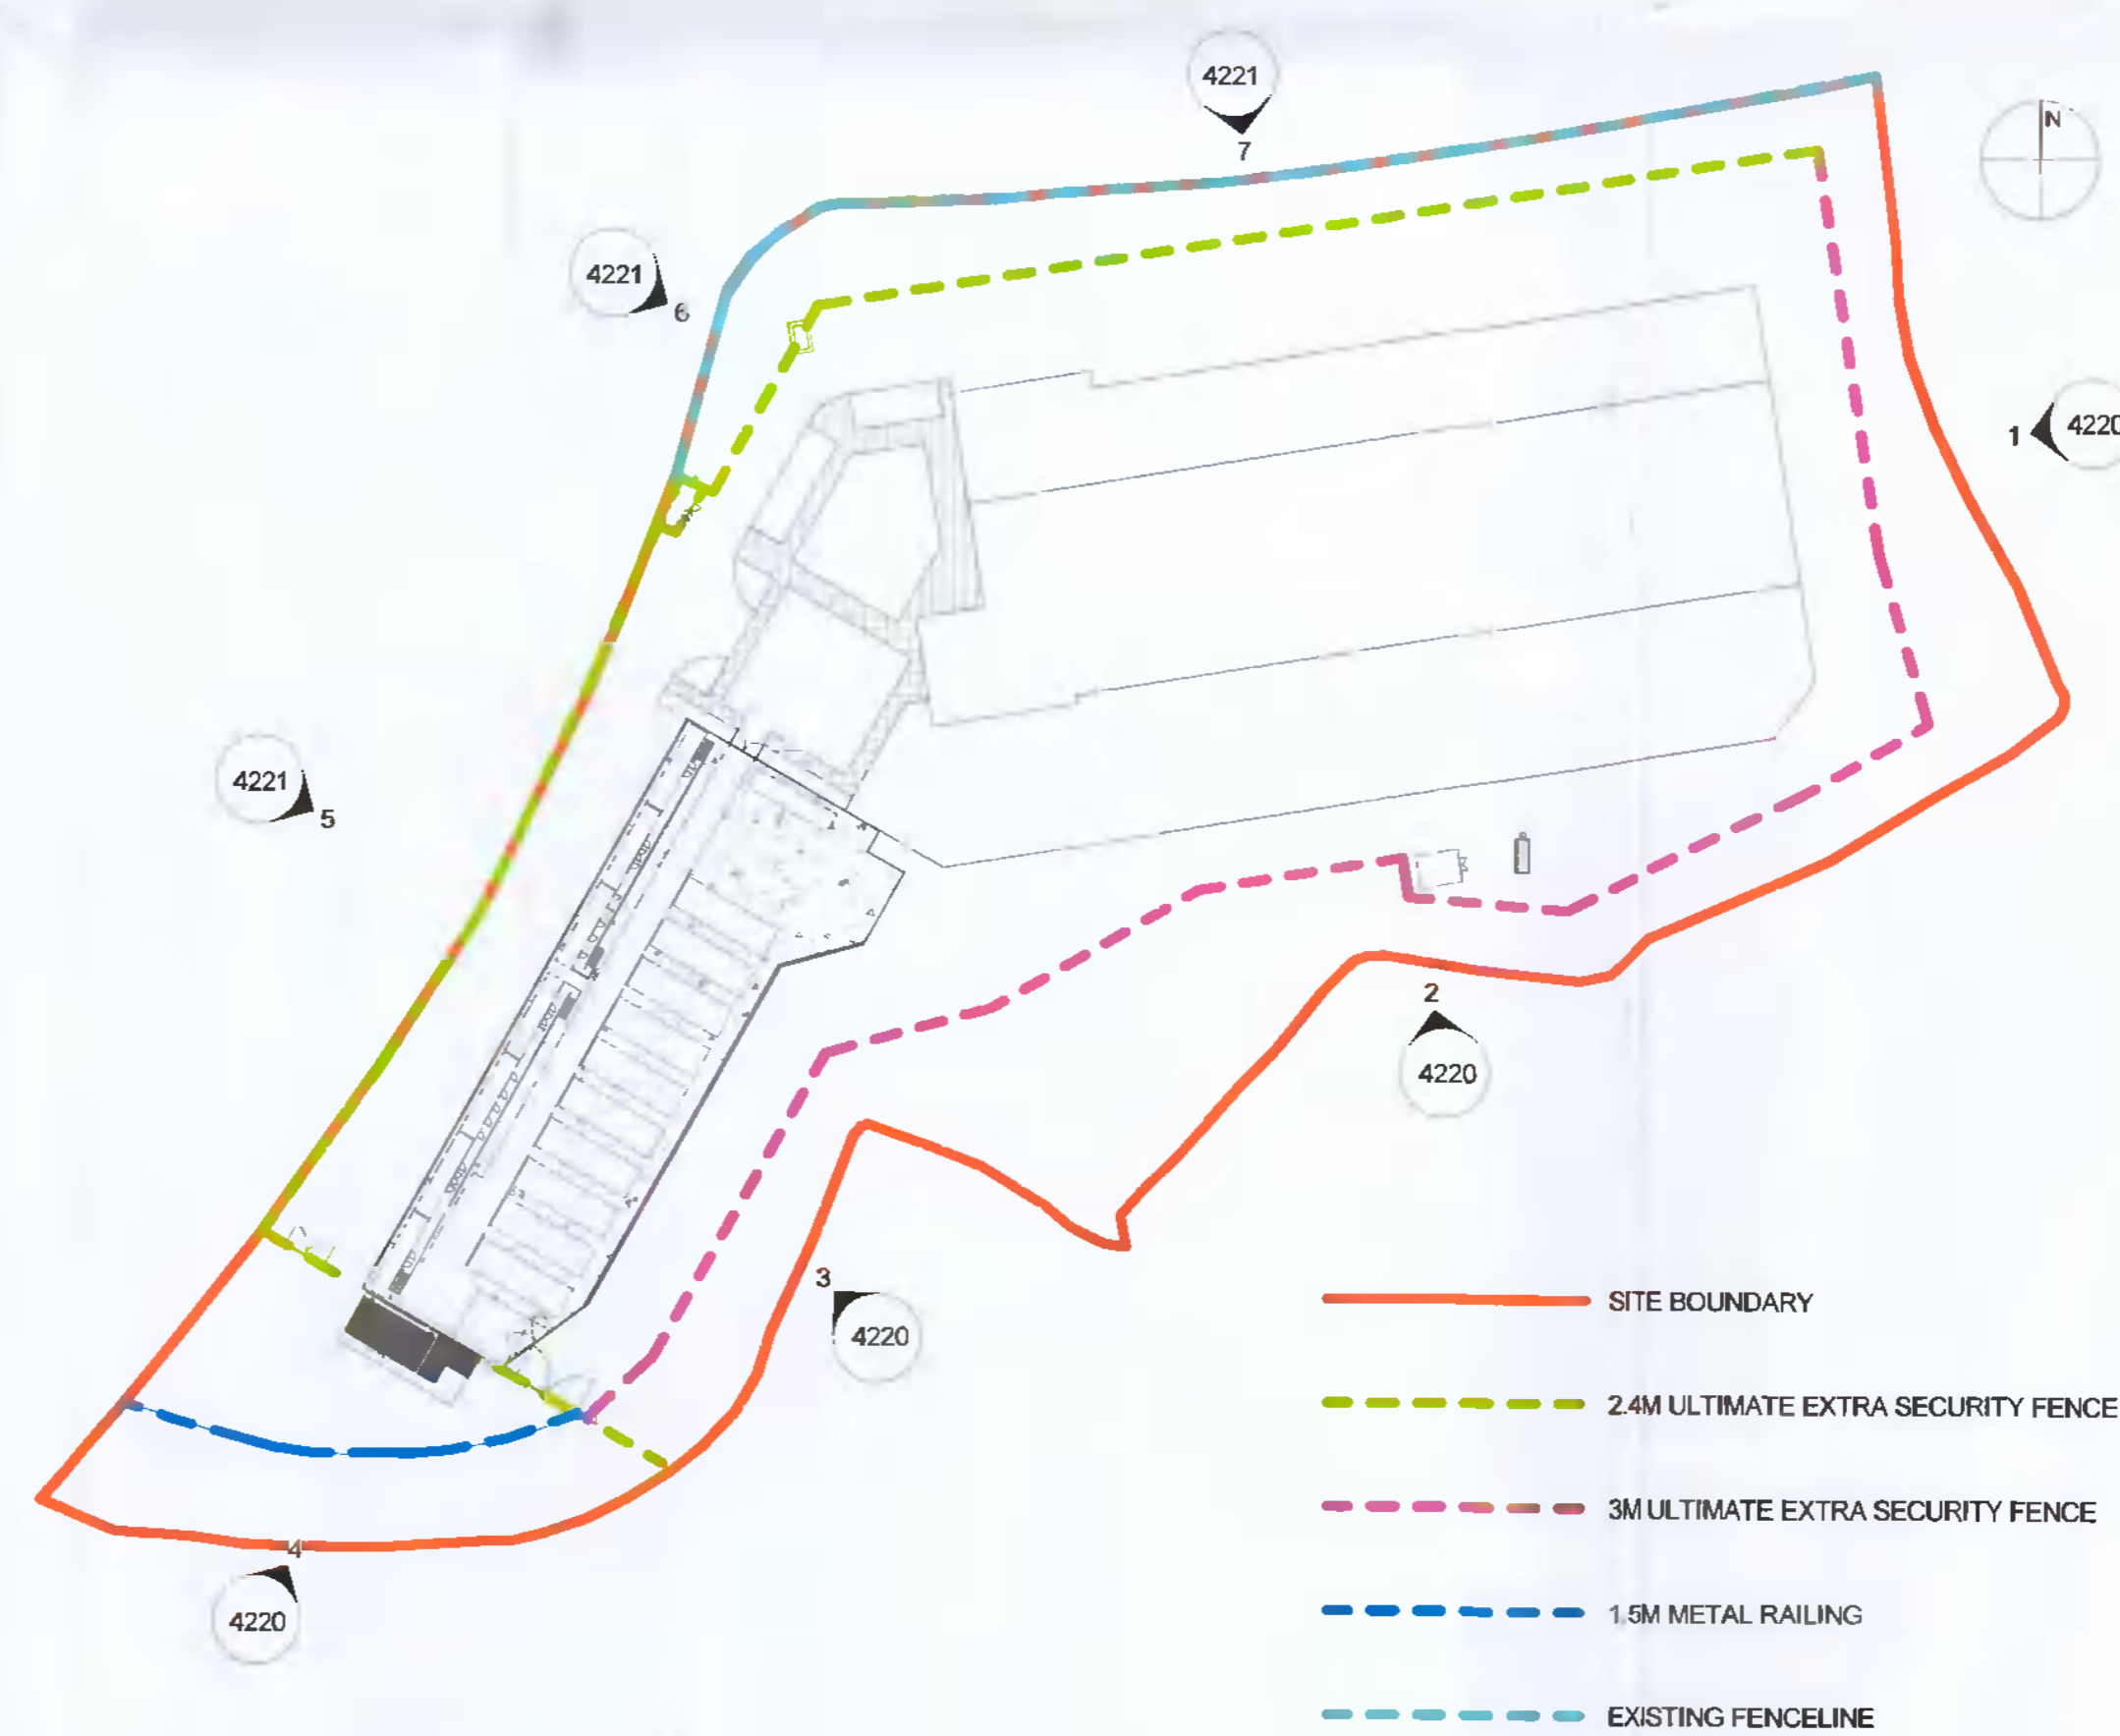 4221
7
N
4221
6
1
4220
4221
5
2
4220
3
4220
4
4220
SITE BOUNDARY
2.4M ULTIMATE EXTRA SECURITY FENCE
3M ULTIMATE EXTRA SECURITY FENCE
1.5M METAL RAILING
EXISTING FENCELINE